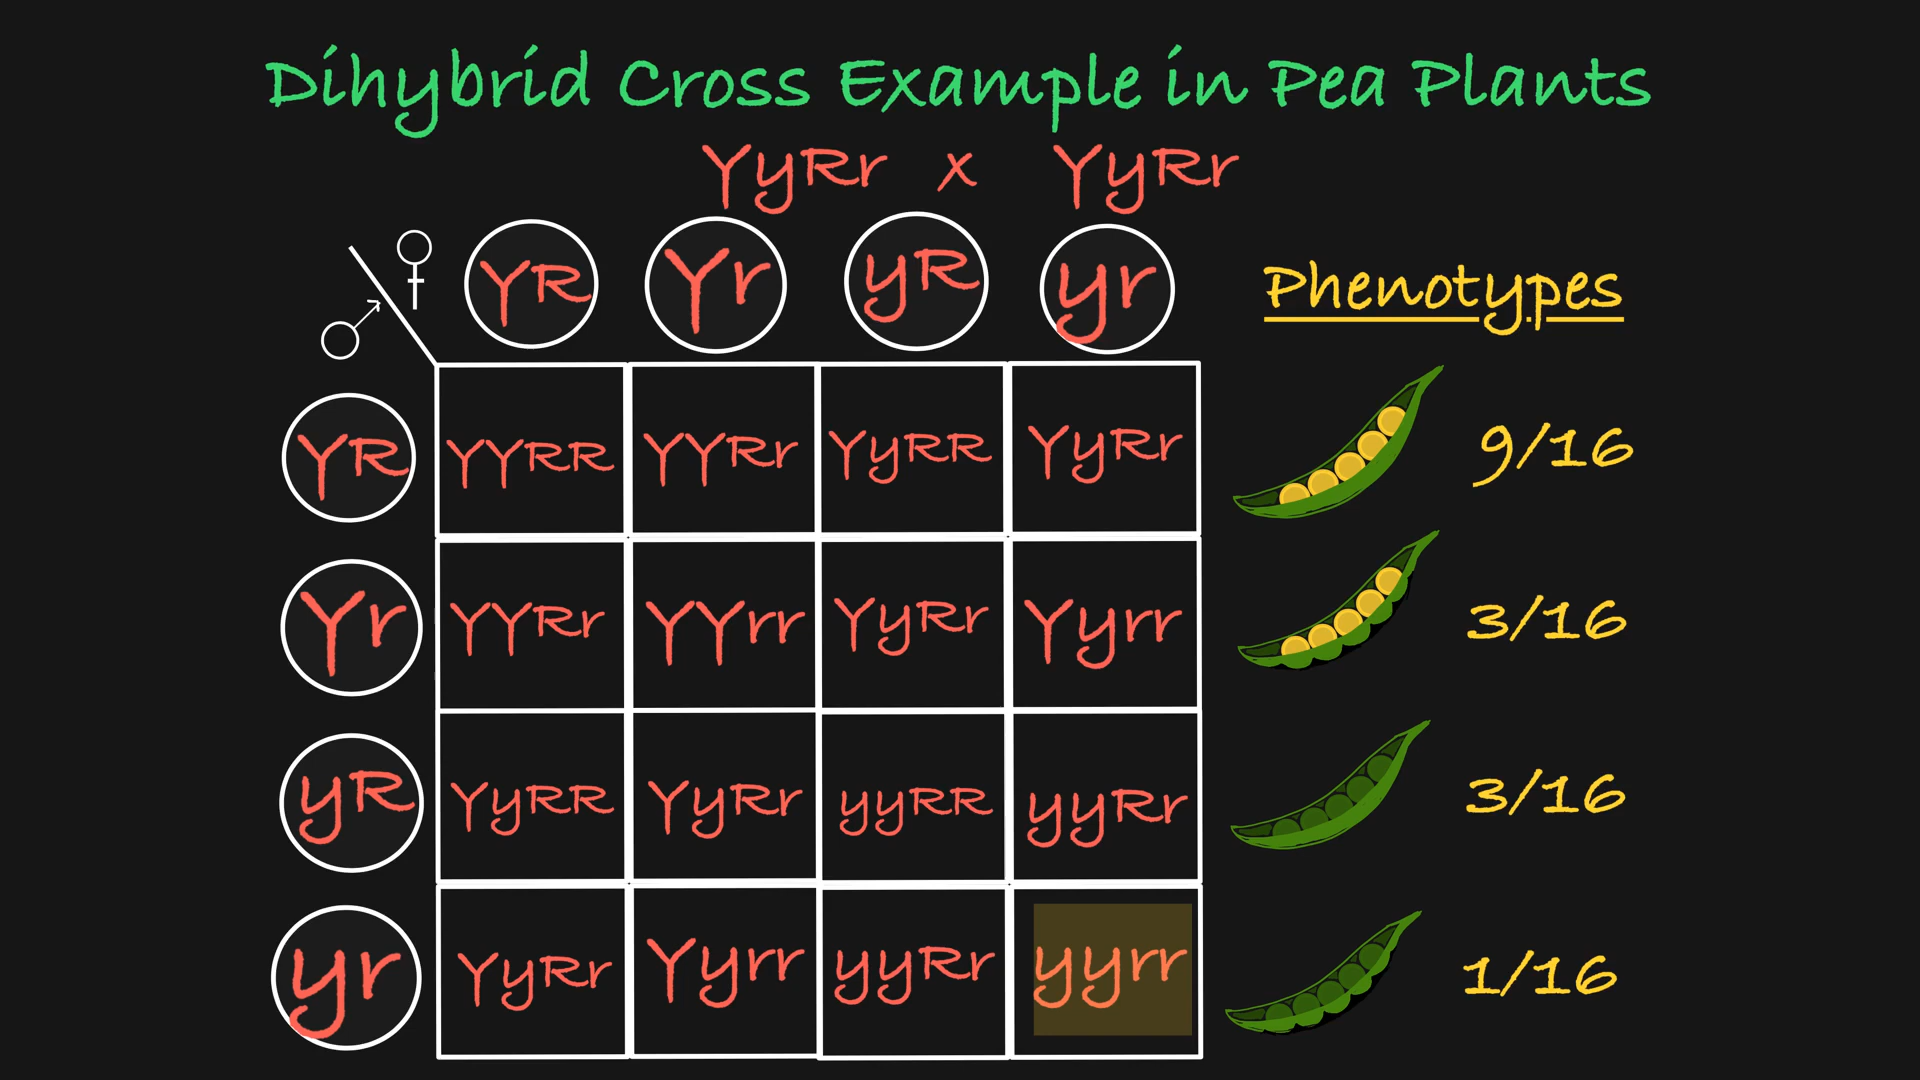 Dihybrid Cross Example in Pea Plants
YyRr x YyRr
YR Yr yR yr
Phenotypes
YR YYRR YYRr YyRR YyRr 9/16
Yr YYRr YYrr YyRr Yyrr 3/16
yR YyRR YyRr yyRR yyRr 3/16
yr YyRr Yyrr yyRr yyrr 1/16